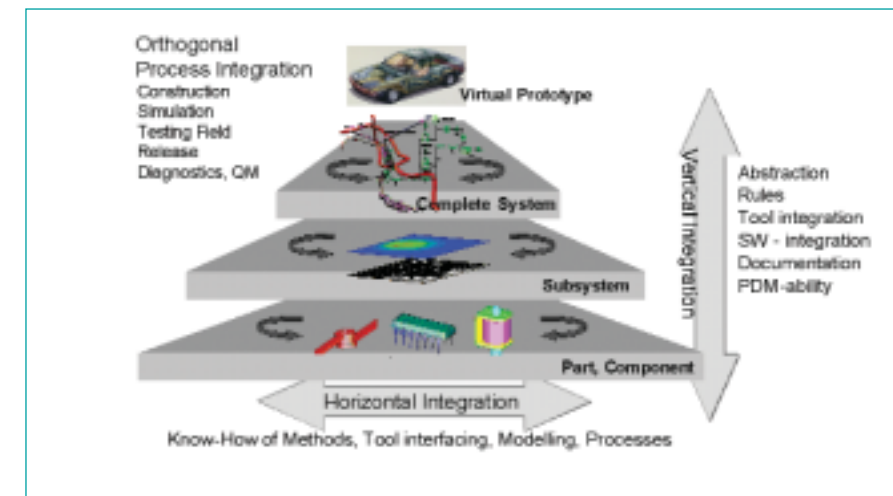 Orthogonal
Process Integration
Construction
Simulation
Testing Field
Release
Diagnostics, QM
Virtual Prototype
Complete System
Subsystem
Part, Component
Vertical Integration
Abstraction
Rules
Tool integration
SW - integration
Documentation
PDM-ability
Horizontal Integration
Know-How of Methods, Tool interfacing, Modelling, Processes